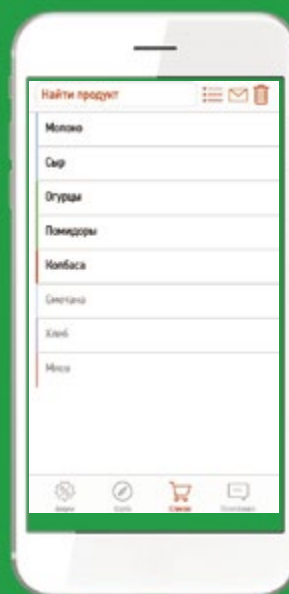 Найти продукт
Молоко
Сыр
Огурцы
Помидоры
Колбаса
Сметана
Хлеб
Мясо
Список